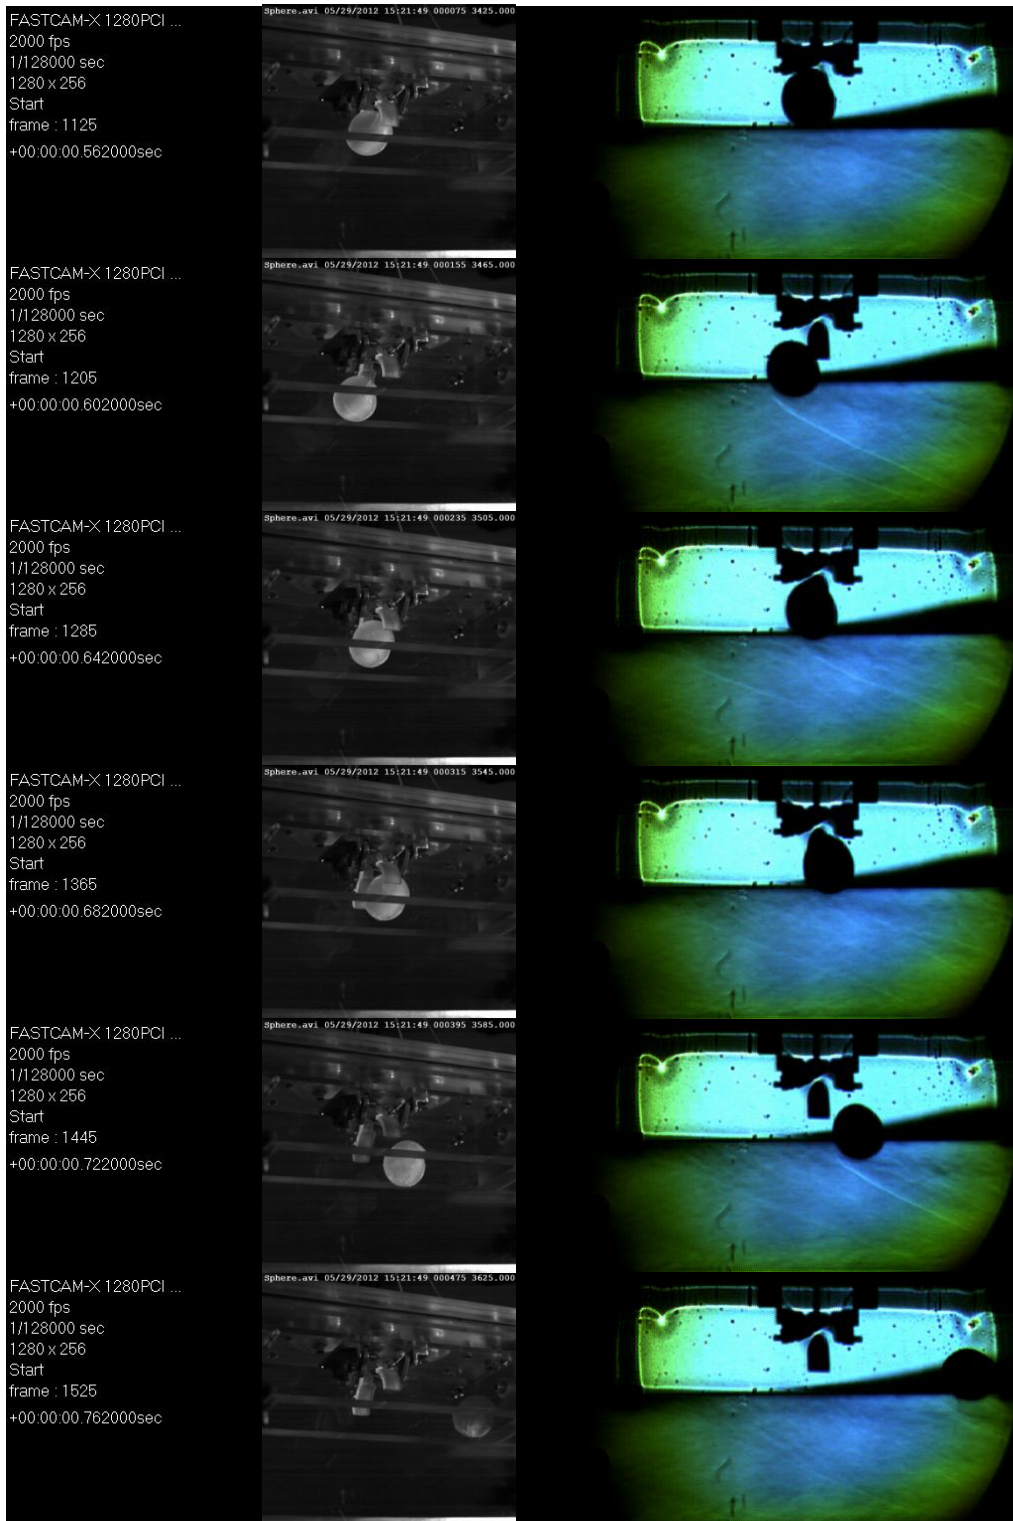 FASTCAM-X 1280PCI ...
2000 fps
1/128000 sec
1280 x 256
Start
frame : 1125
+00:00:00.562000sec
Sphere.avi 05/29/2012 15:21:49 000075 3425.000
FASTCAM-X 1280PCI ...
2000 fps
1/128000 sec
1280 x 256
Start
frame : 1205
+00:00:00.602000sec
Sphere.avi 05/29/2012 15:21:49 000155 3465.000
FASTCAM-X 1280PCI ...
2000 fps
1/128000 sec
1280 x 256
Start
frame : 1285
+00:00:00.642000sec
Sphere.avi 05/29/2012 15:21:49 000235 3505.000
FASTCAM-X 1280PCI ...
2000 fps
1/128000 sec
1280 x 256
Start
frame : 1365
+00:00:00.682000sec
Sphere.avi 05/29/2012 15:21:49 000315 3545.000
FASTCAM-X 1280PCI ...
2000 fps
1/128000 sec
1280 x 256
Start
frame : 1445
+00:00:00.722000sec
Sphere.avi 05/29/2012 15:21:49 000395 3585.000
FASTCAM-X 1280PCI ...
2000 fps
1/128000 sec
1280 x 256
Start
frame : 1525
+00:00:00.762000sec
Sphere.avi 05/29/2012 15:21:49 000475 3625.000